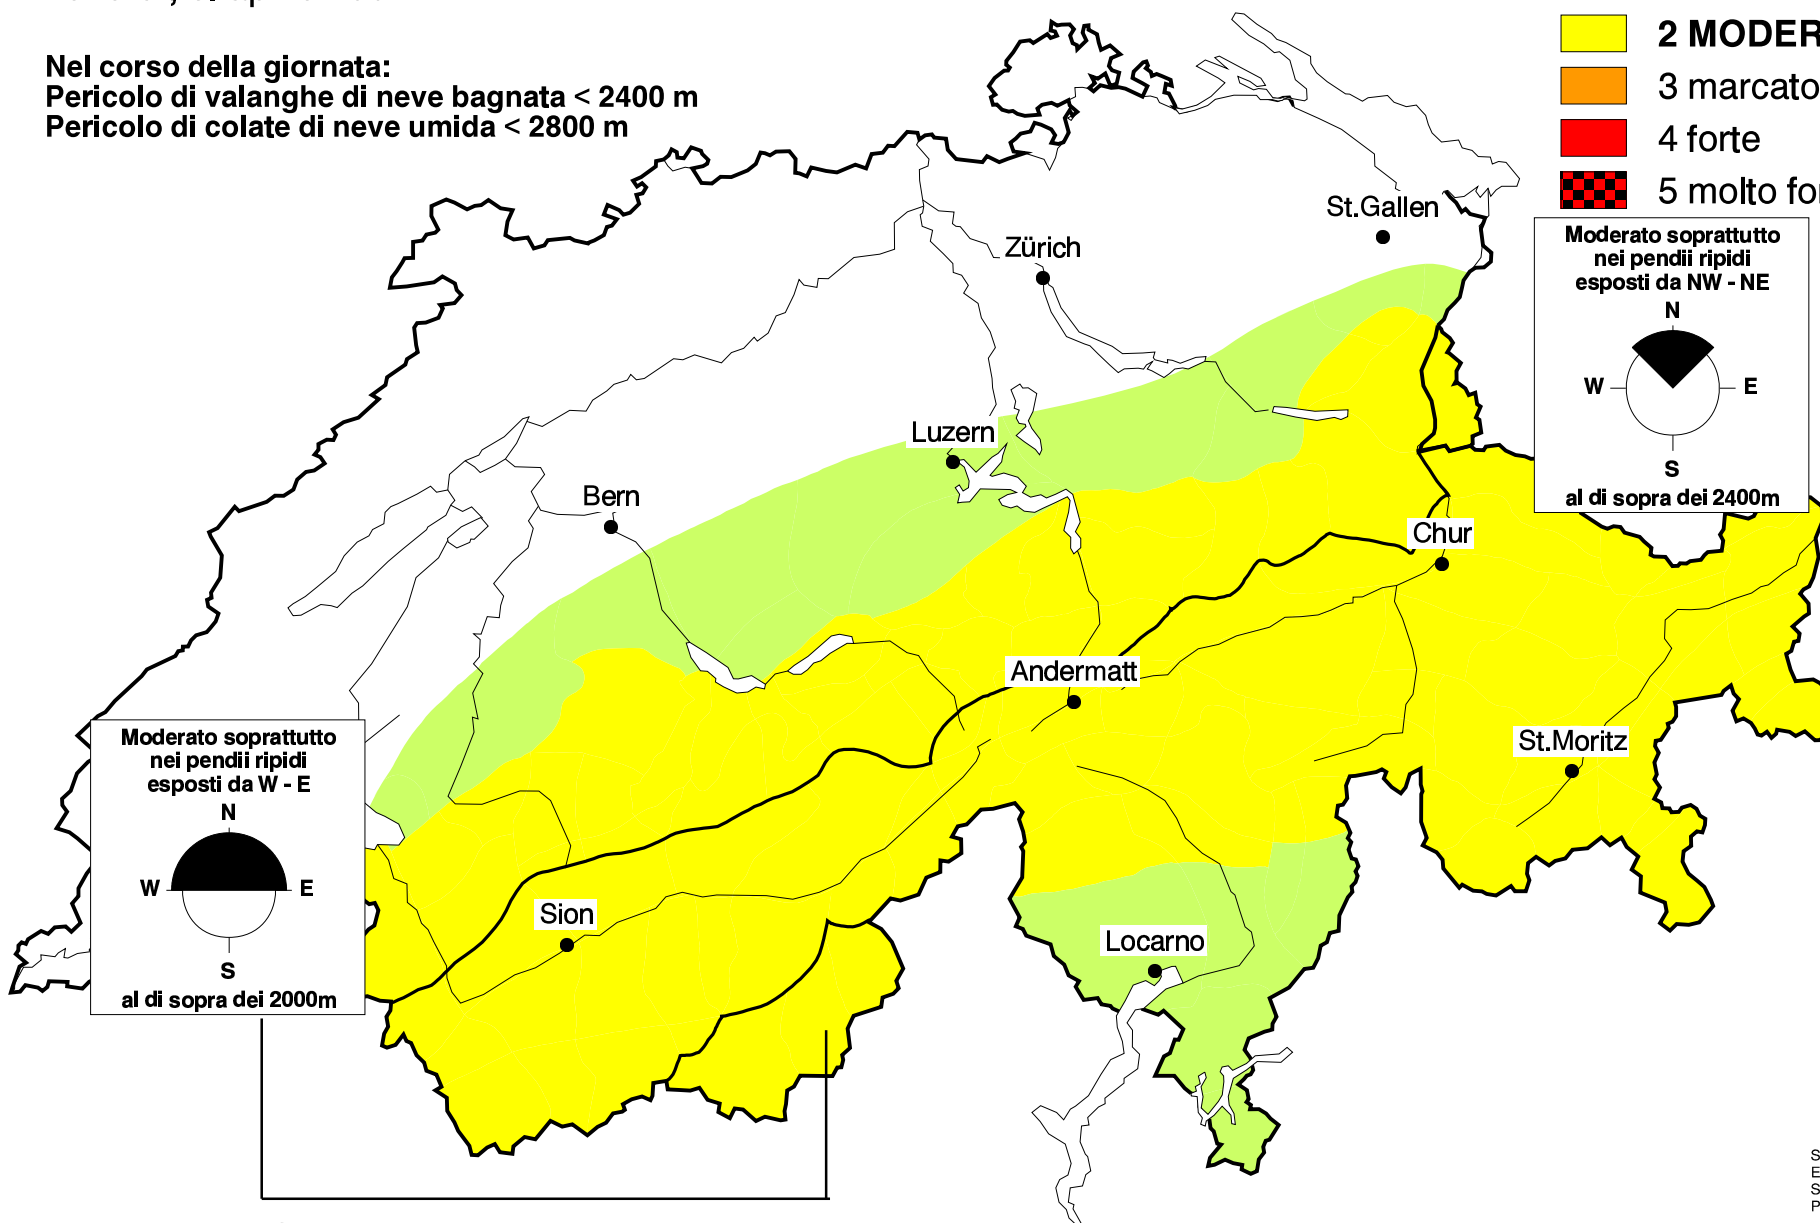 Nel corso della giornata:
Pericolo di valanghe di neve bagnata < 2400 m
Pericolo di colate di neve umida < 2800 m
3 marcato
4 forte
5 molto
Moderato soprattutto
nei pendii ripidi
esposti da NW - NE
N
W E
S
al di sopra dei 2400m
St.Gallen
Zürich
Luzern
Bern
Chur
Andermatt
St.Moritz
Sion
Locarno
Moderato soprattutto
nei pendii ripidi
esposti da W - E
N
W E
S
al di sopra dei 2000m